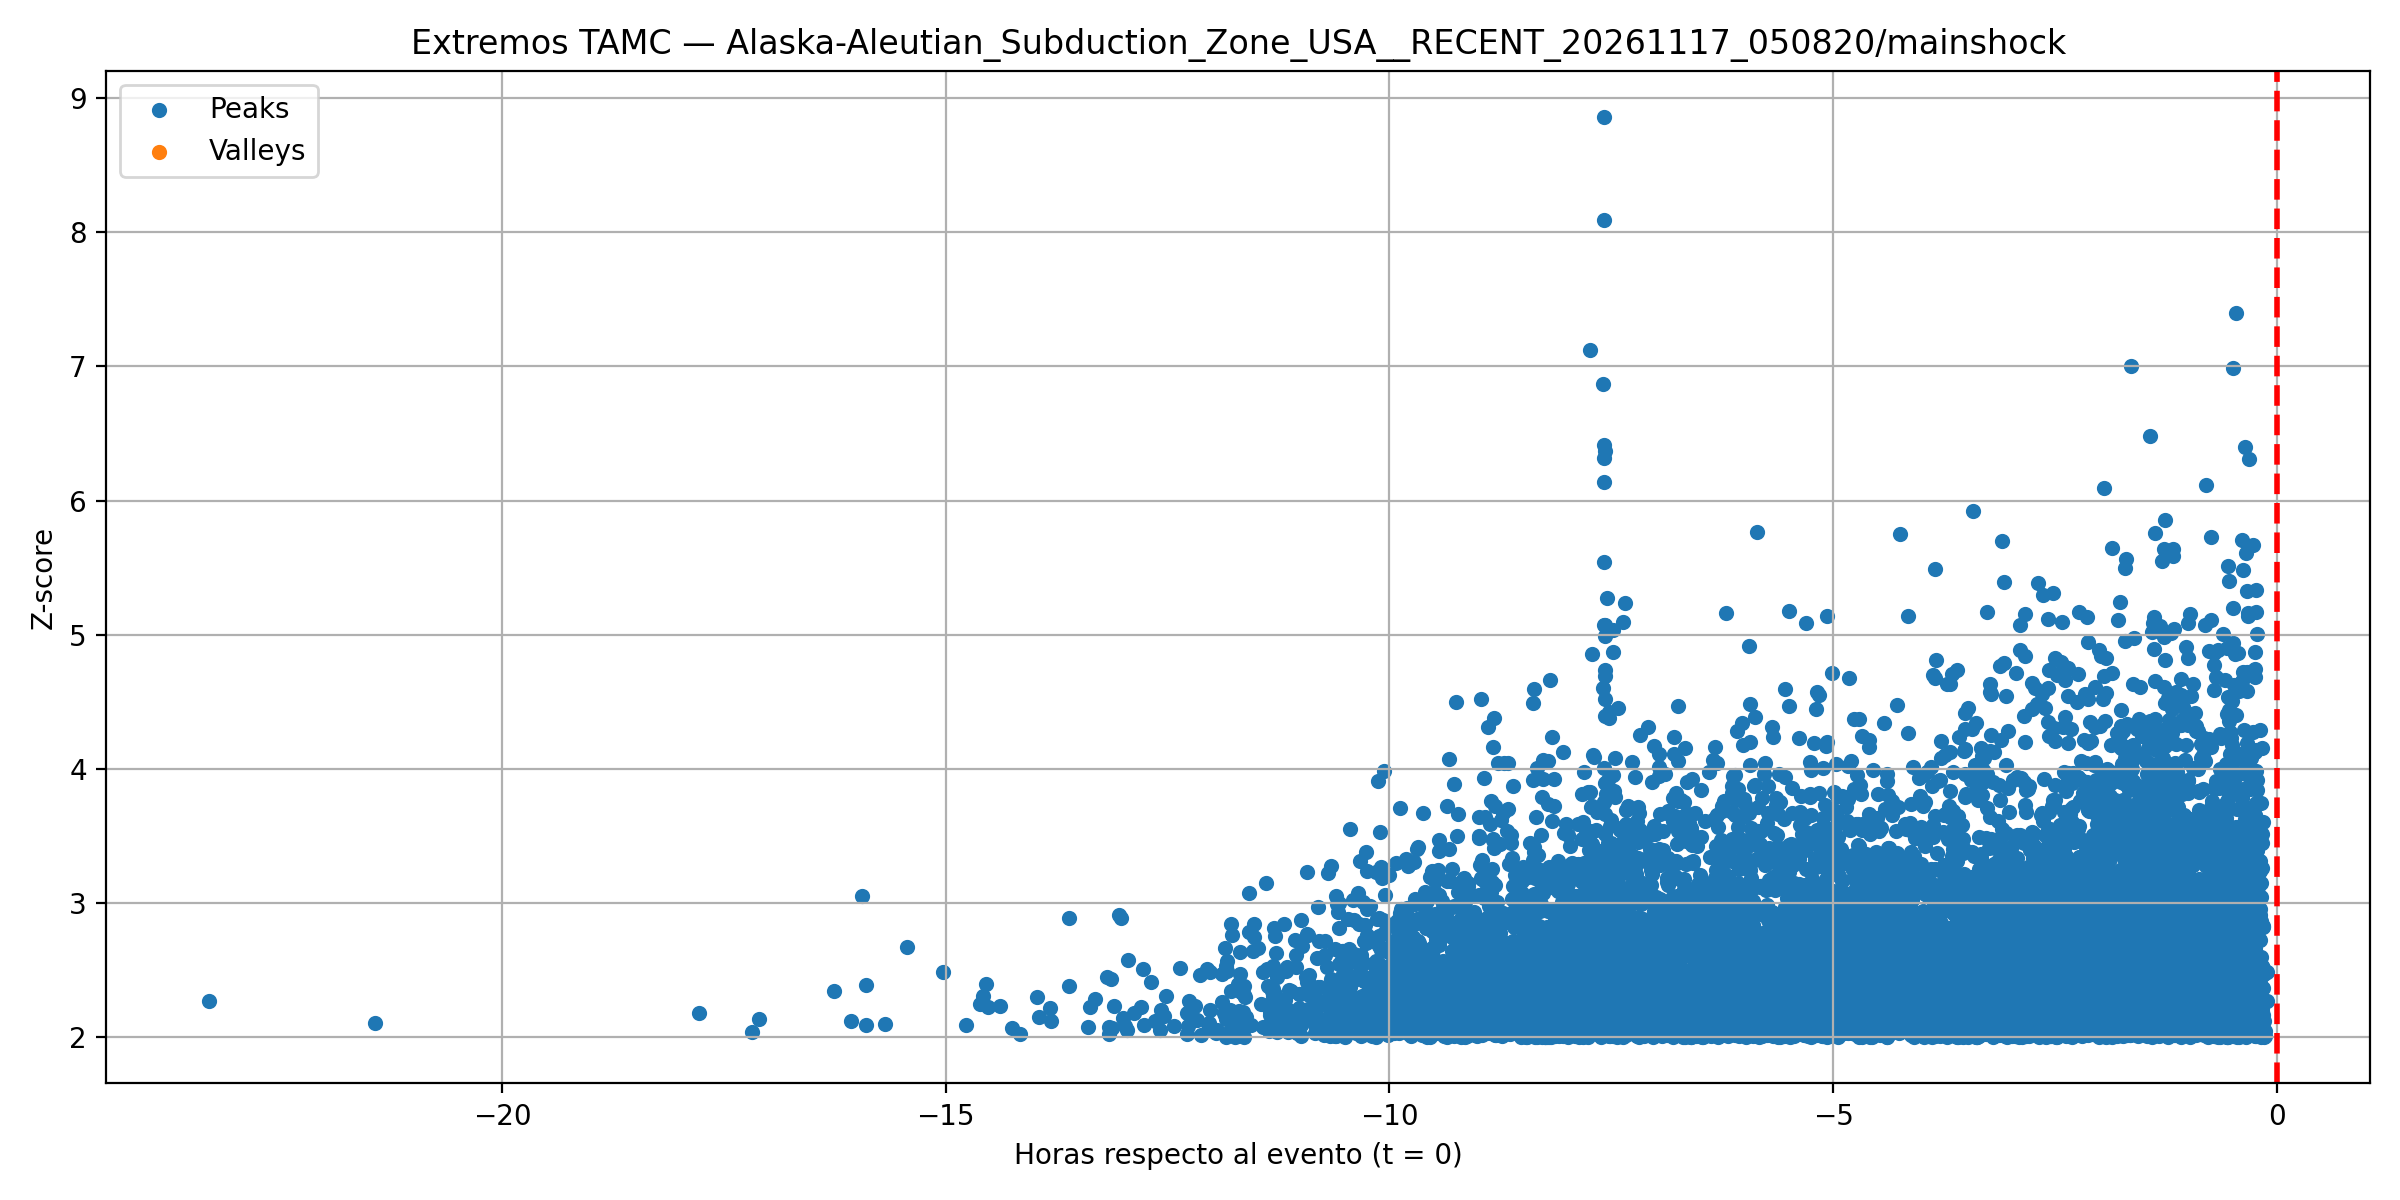 Extremos TAMC — Alaska-Aleutian_Subduction_Zone_USA__RECENT_20261117_050820/mainshock
Peaks
Valleys
9
8
7
6
5
4
3
2
Z-score
−20
−15
−10
−5
0
Horas respecto al evento (t = 0)